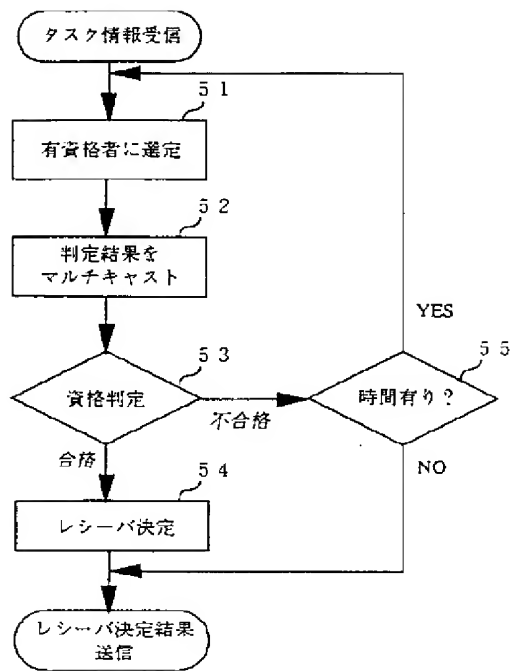 タスク情報受信
51
有資格者に選定
52
判定結果を
マルチキャスト
YES
53
55
資格判定
時間有り？
不合格
合格
NO
54
レシーバ決定
レシーバ決定結果
送信